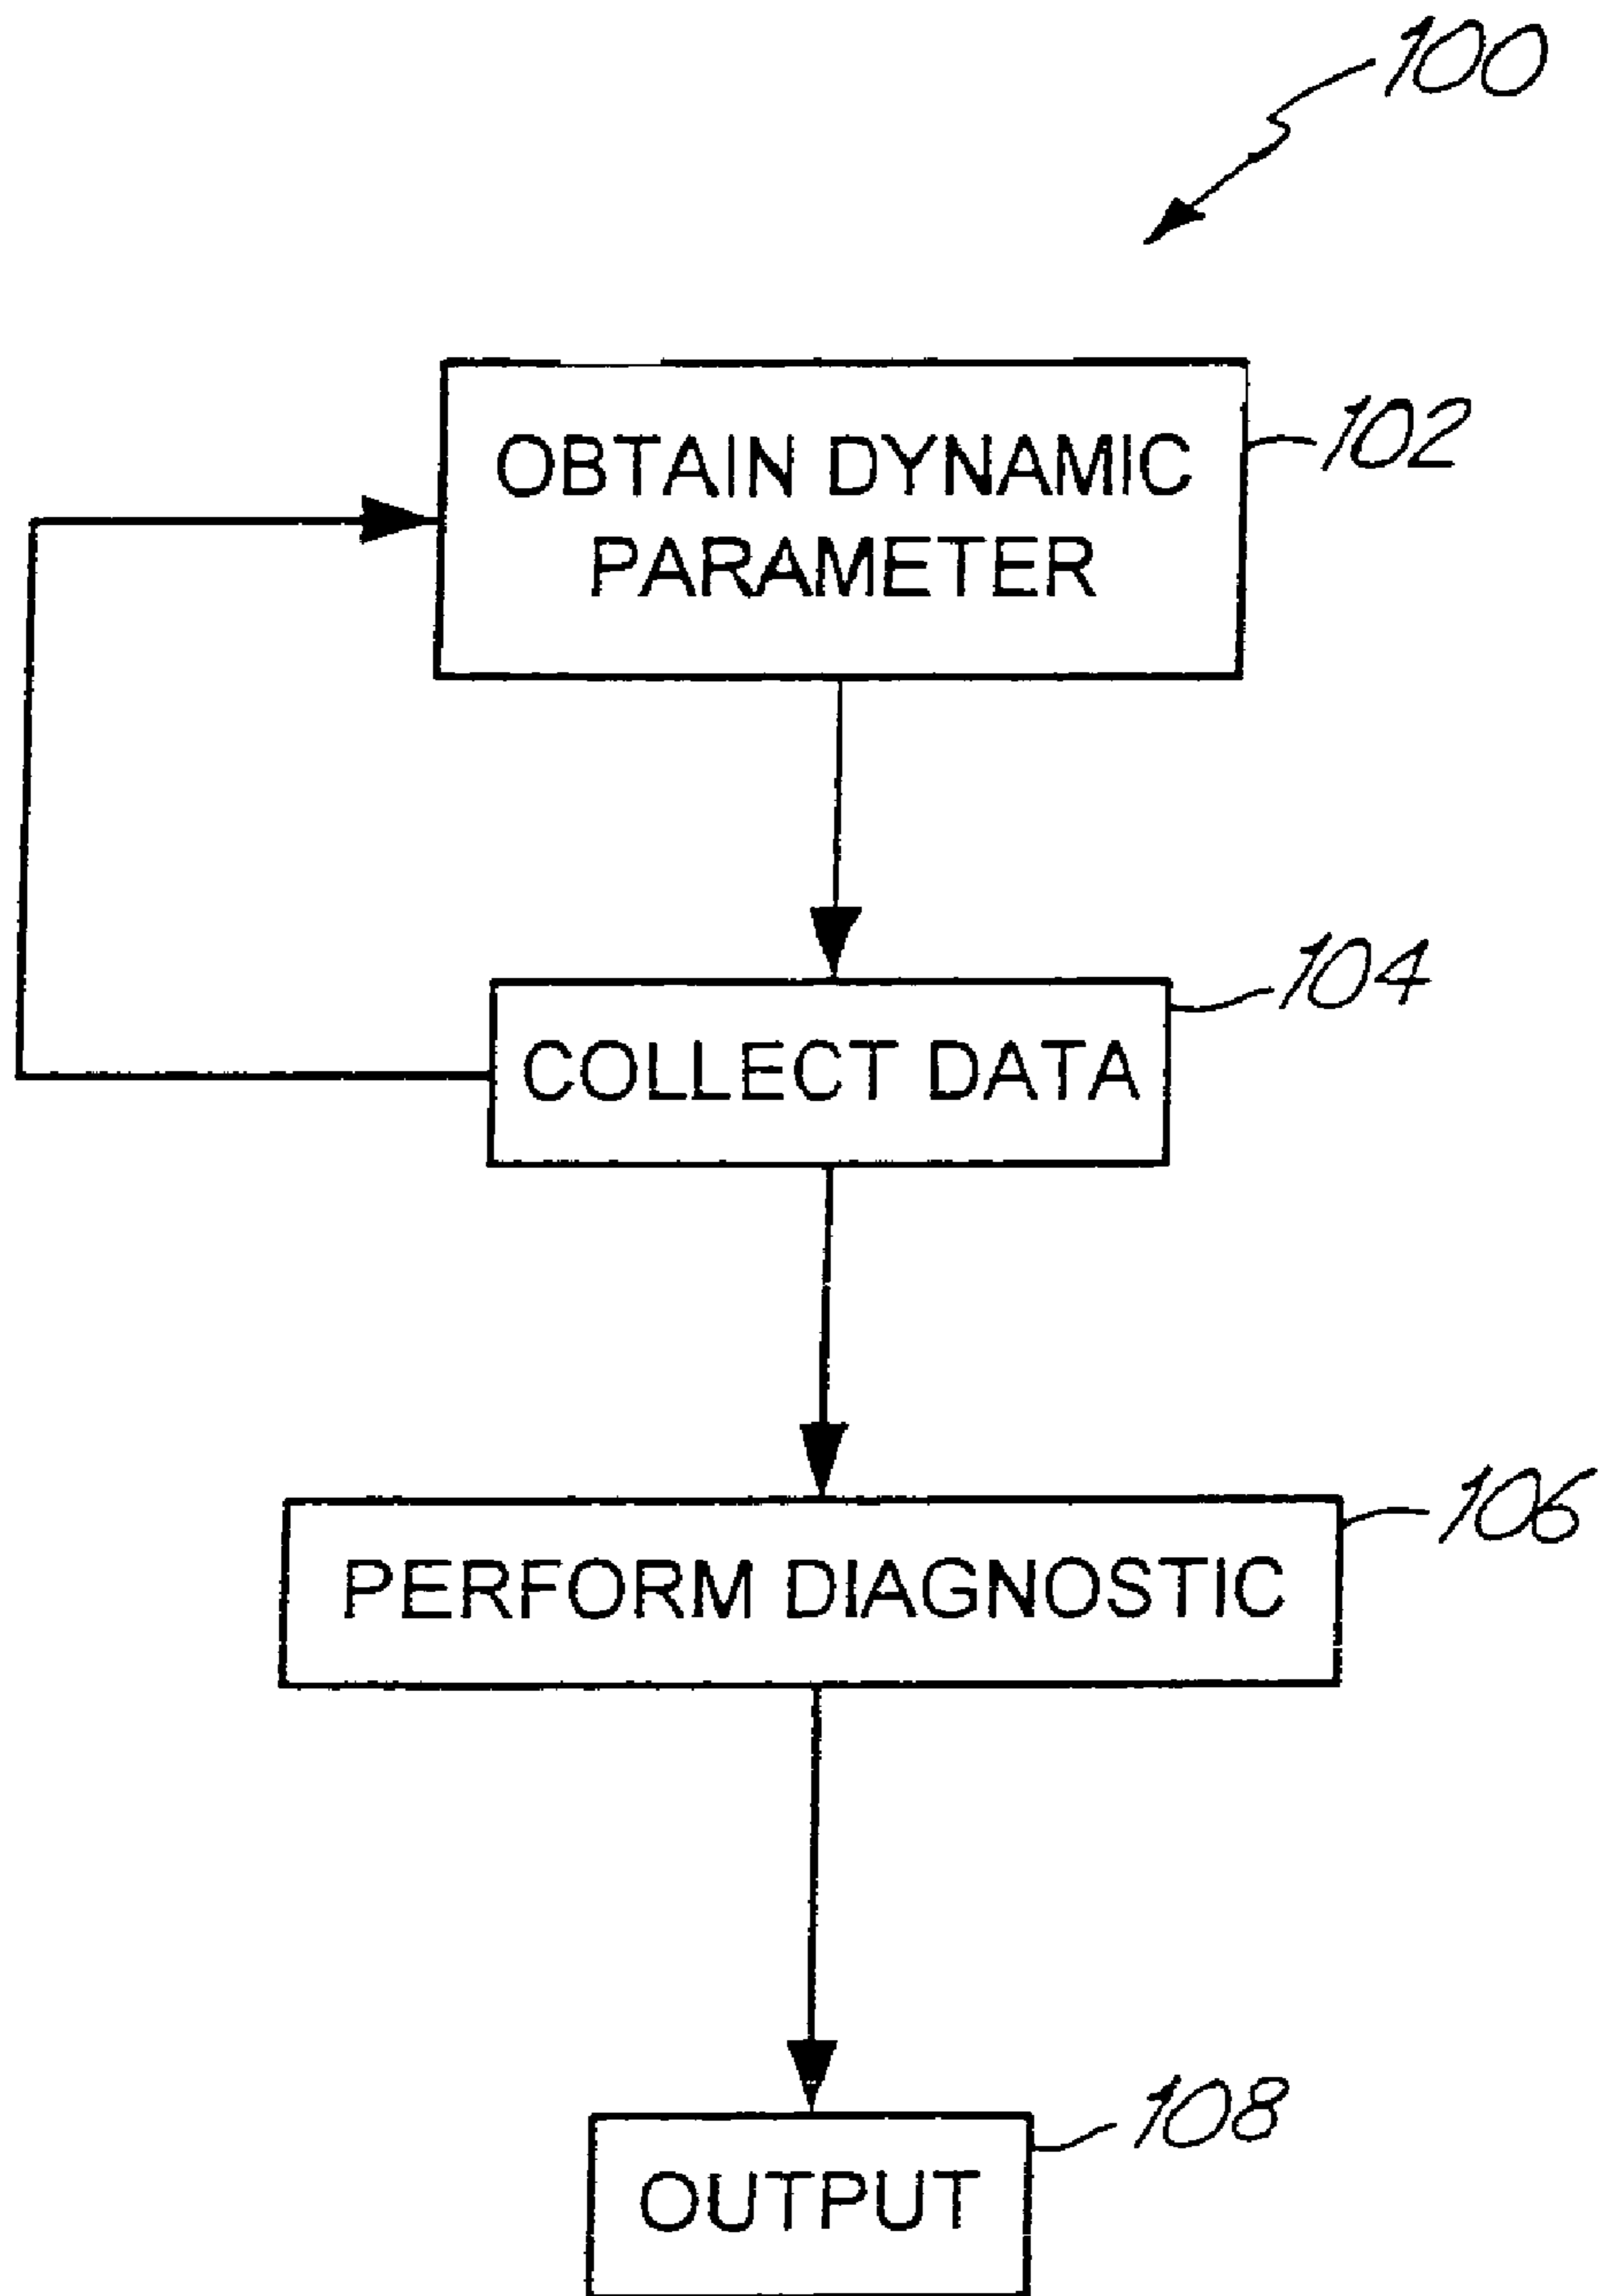 100
OBTAIN DYNAMIC
PARAMETER
102
COLLECT DATA
104
PERFORM DIAGNOSTIC
106
OUTPUT
108